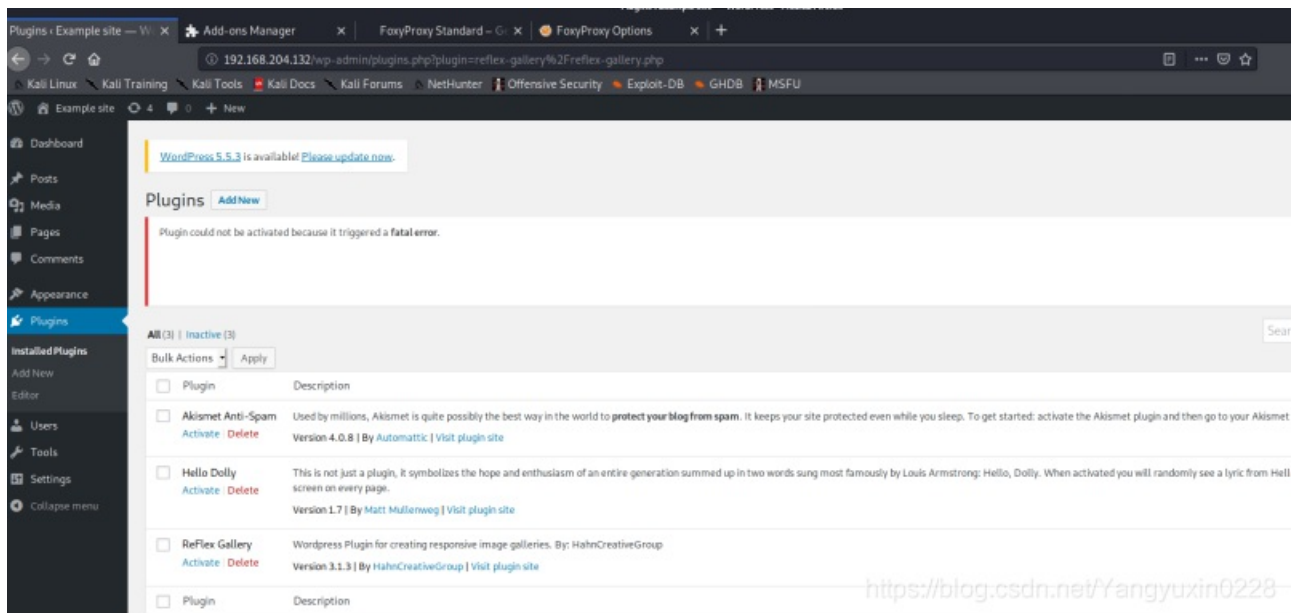 Plugins ‹ Example site — W
Add-ons Manager
FoxyProxy Standard – G
FoxyProxy Options
192.168.204.132/wp-admin/plugins.php?plugin=reflex-gallery%2Freflex-gallery.php
Kali Linux Kali Training Kali Tools Kali Docs Kali Forums NetHunter Offensive Security Exploit-DB GHDB MSFU
Example site 4 0 + New
Dashboard
Posts
Media
Pages
Comments
Appearance
Plugins
Installed Plugins
Add New
Editor
Users
Tools
Settings
Collapse menu
WordPress 5.5.3 is available! Please update now.
Plugins Add New
Plugin could not be activated because it triggered a fatal error.
All (3) | Inactive (3)
Sear
Bulk Actions Apply
Plugin Description
Akismet Anti-Spam Used by millions, Akismet is quite possibly the best way in the world to protect your blog from spam. It keeps your site protected even while you sleep. To get started: activate the Akismet plugin and then go to your Akismet
Activate | Delete Version 4.0.8 | By Automattic | Visit plugin site
Hello Dolly This is not just a plugin, it symbolizes the hope and enthusiasm of an entire generation summed up in two words sung most famously by Louis Armstrong: Hello, Dolly. When activated you will randomly see a lyric from Hell
Activate | Delete screen on every page.
Version 1.7 | By Matt Mullenweg | Visit plugin site
ReFlex Gallery Wordpress Plugin for creating responsive image galleries. By: HahnCreativeGroup
Activate | Delete Version 3.1.3 | By HahnCreativeGroup | Visit plugin site
Plugin Description
https://blog.csdn.net/Yangyuxin0228